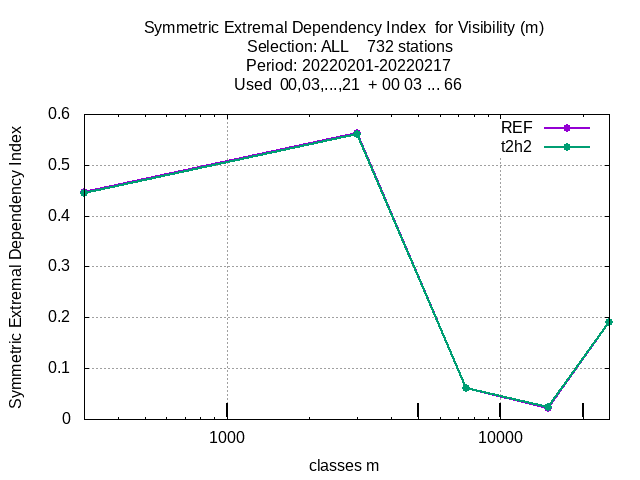 Symmetric Extremal Dependency Index  for Visibility (m)
Selection: ALL    732 stations
Period: 20220201-20220217
Used  00,03,...,21  + 00 03 ... 66
REF
t2h2
Symmetric Extremal Dependency Index
0.6
0.5
0.4
0.3
0.2
0.1
0
1000
10000
classes m